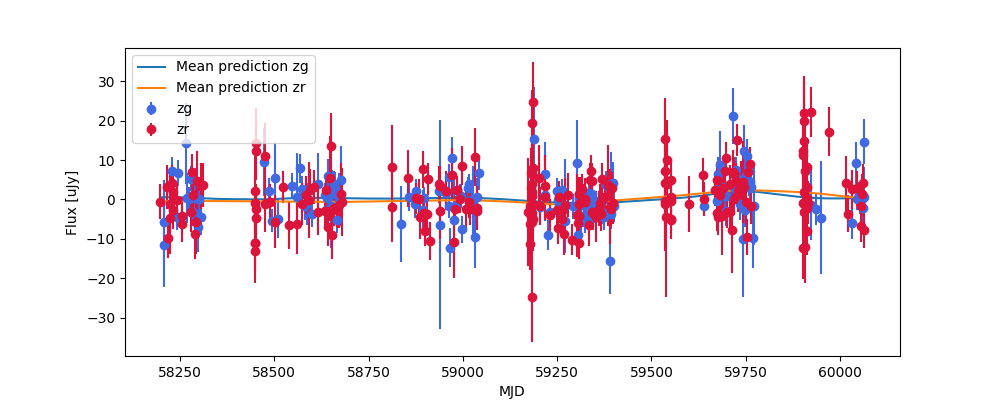 Mean prediction zg
Mean prediction zr
zg
zr
30
20
10
0
−10
−20
−30
Flux [uJy]
58250
58500
58750
59000
59250
59500
59750
60000
MJD